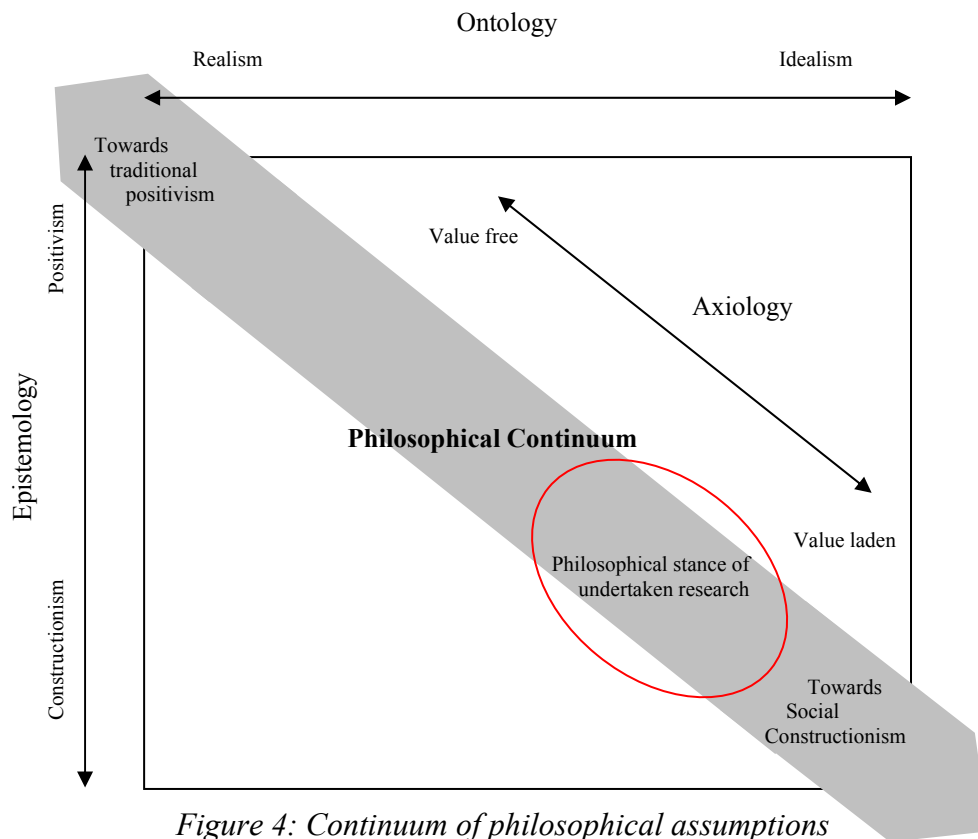 Ontology
Realism
Idealism
Towards
traditional
positivism
Positivism
Value free
Axiology
Epistemology
Philosophical Continuum
Value laden
Philosophical stance of
undertaken research
Constructionism
Towards
Social
Constructionism
Figure 4: Continuum of philosophical assumptions